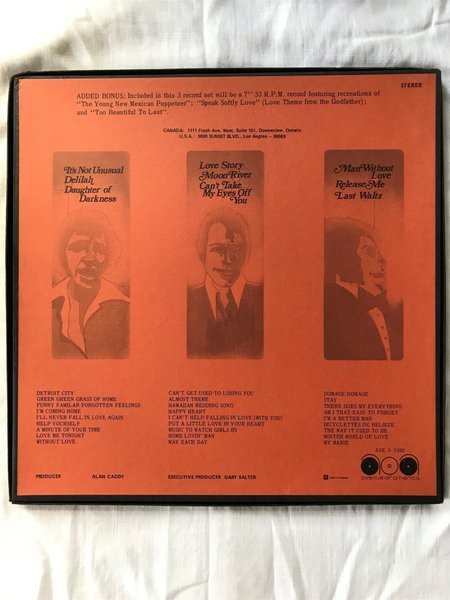 STEREO
ADDED BONUS: Included in this 3 record set will be a 7" 33 R.P.M. record featuring recreations of
"The Young New Mexican Puppeteer"; "Speak Softly Love" (Love Theme from the Godfather);
and "Too Beautiful To Last".
CANADA: 1111 Finch Ave. West, Suite 151, Downsview, Ontario.
U.S.A.: 9000 SUNSET BLVD., Los Angeles - 90069
It's Not Unusual
Delilah
Daughter of
Darkness
Love Story
Moon River
Can't Take
My Eyes Off
You
Man Without
Love
Release Me
Last Waltz
DETROIT CITY
GREEN GREEN GRASS OF HOME
FUNNY FAMILAR FORGOTTEN FEELINGS
I'M COMING HOME
I'LL NEVER FALL IN LOVE AGAIN
HELP YOURSELF
A MINUTE OF YOUR TIME
LOVE ME TONIGHT
WITHOUT LOVE
CAN'T GET USED TO LOSING YOU
ALMOST THERE
HAWAIIAN WEDDING SONG
HAPPY HEART
I CAN'T HELP FALLING IN LOVE (WITH YOU)
PUT A LITTLE LOVE IN YOUR HEART
MUSIC TO WATCH GIRLS BY
HOME LOVIN' MAN
MAY EACH DAY
DOMAGE DOMAGE
STAY
THERE GOES MY EVERYTHING
AM I THAT EASY TO FORGET
I'M A BETTER MAN
BICYCLETTES DE BELSIZE
THE WAY IT USED TO BE
WINTER WORLD OF LOVE
MY MARIE
AVE 1-3100
PRODUCER ALAN CADDY
EXECUTIVE PRODUCER GARY SALTER
avenue of america